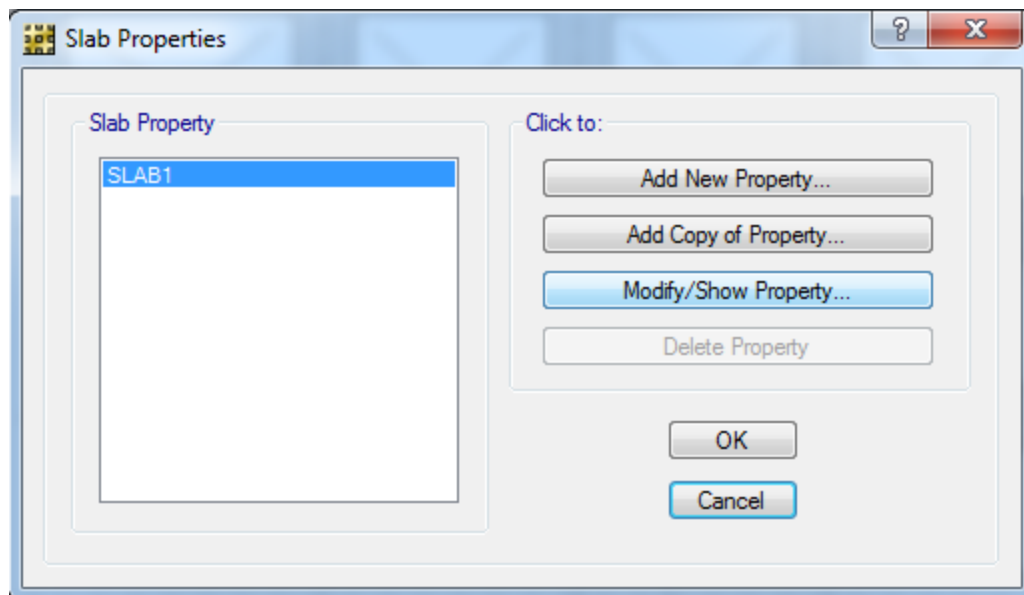 Slab Properties
?
X
Slab Property
SLAB1
Click to:
Add New Property...
Add Copy of Property...
Modify/Show Property...
Delete Property
OK
Cancel